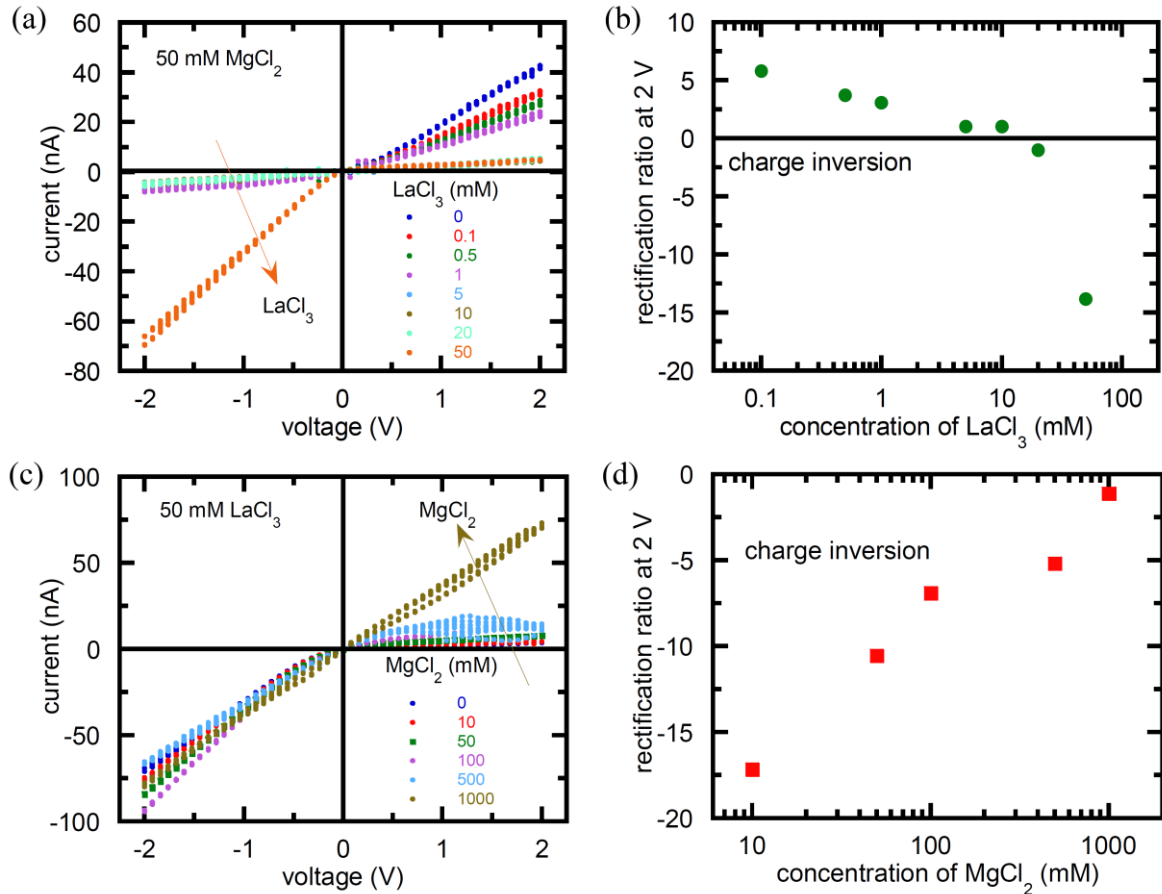 (a)
60
40
20
0
-20
-40
-60
-80
current (nA)
50 mM MgCl₂
LaCl₃ (mM)
0
0.1
0.5
1
5
10
20
50
LaCl₃
-2 -1 0 1 2
voltage (V)
(b)
10
5
0
-5
-10
-15
-20
rectification ratio at 2 V
charge inversion
0.1 1 10 100
concentration of LaCl₃ (mM)
(c)
100
50
0
-50
-100
current (nA)
50 mM LaCl₃
MgCl₂
MgCl₂ (mM)
0
10
50
100
500
1000
-2 -1 0 1 2
voltage (V)
(d)
0
-5
-10
-15
-20
rectification ratio at 2 V
charge inversion
10 100 1000
concentration of MgCl₂ (mM)